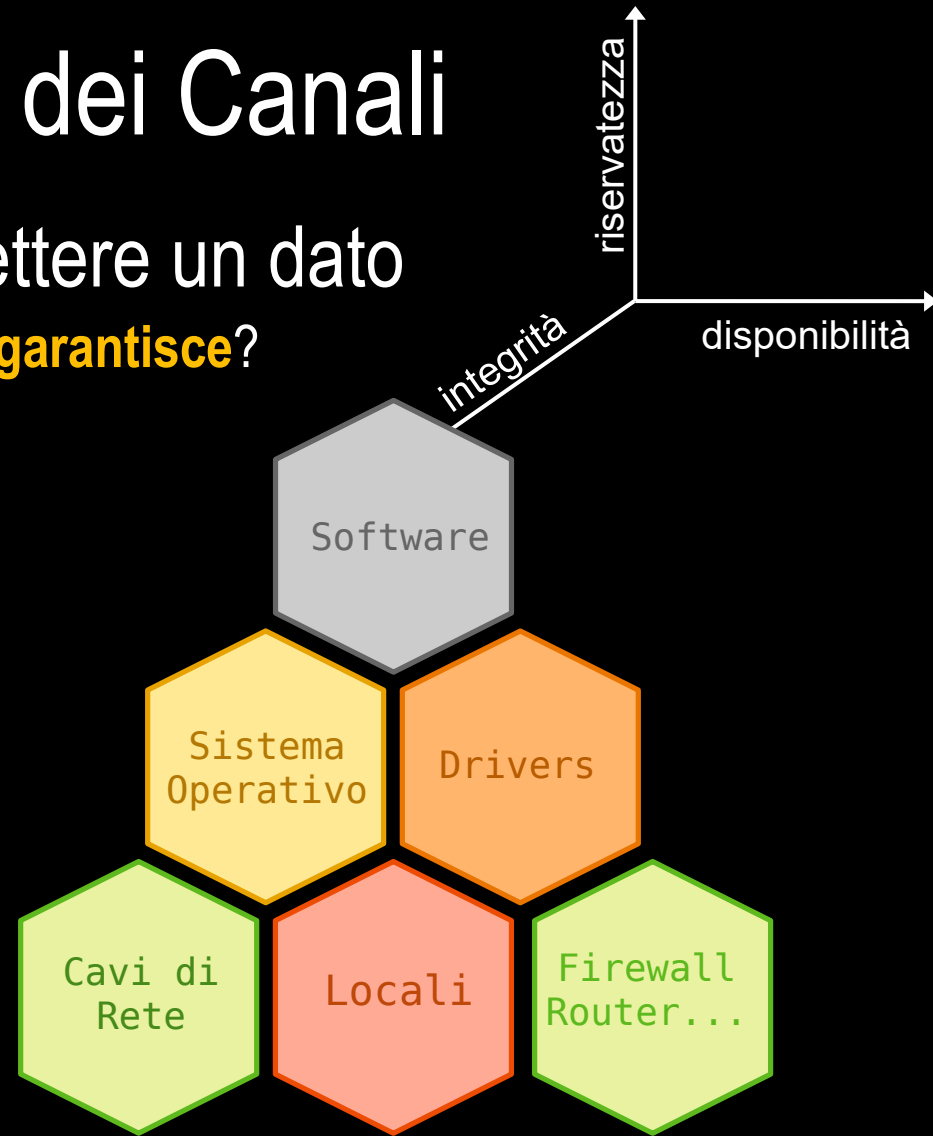 dei Canali
ettere un dato
garantisce?
riservatezza
disponibilità
integrità
Software
Sistema
Operativo
Drivers
Cavi di
Rete
Locali
Firewall
Router...